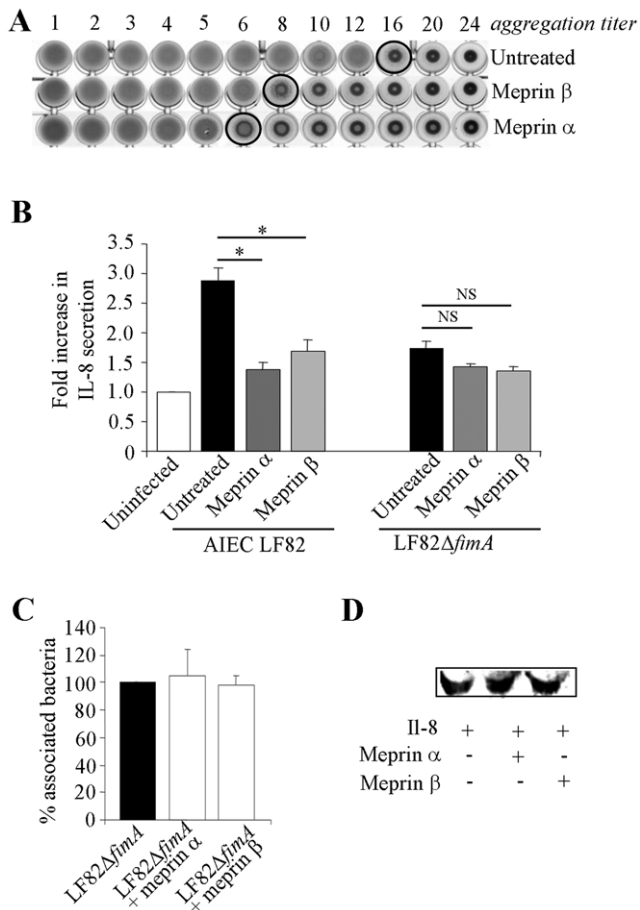 A 1 2 3 4 5 6 8 10 12 16 20 24 aggregation titer
Untreated
Meprin β
Meprin α
B
Fold increase in
IL-8 secretion
3.5
3.0
2.5
2.0
1.5
1.0
0.5
0
*
*
NS
NS
Uninfected
Untreated
Meprin α
Meprin β
Untreated
Meprin α
Meprin β
AIEC LF82
LF82ΔfimA
C
% associated bacteria
140
120
100
80
60
40
20
0
LF82ΔfimA
LF82ΔfimA
+ meprin α
LF82ΔfimA
+ meprin β
D
Il-8 + + +
Meprin α - + -
Meprin β - - +